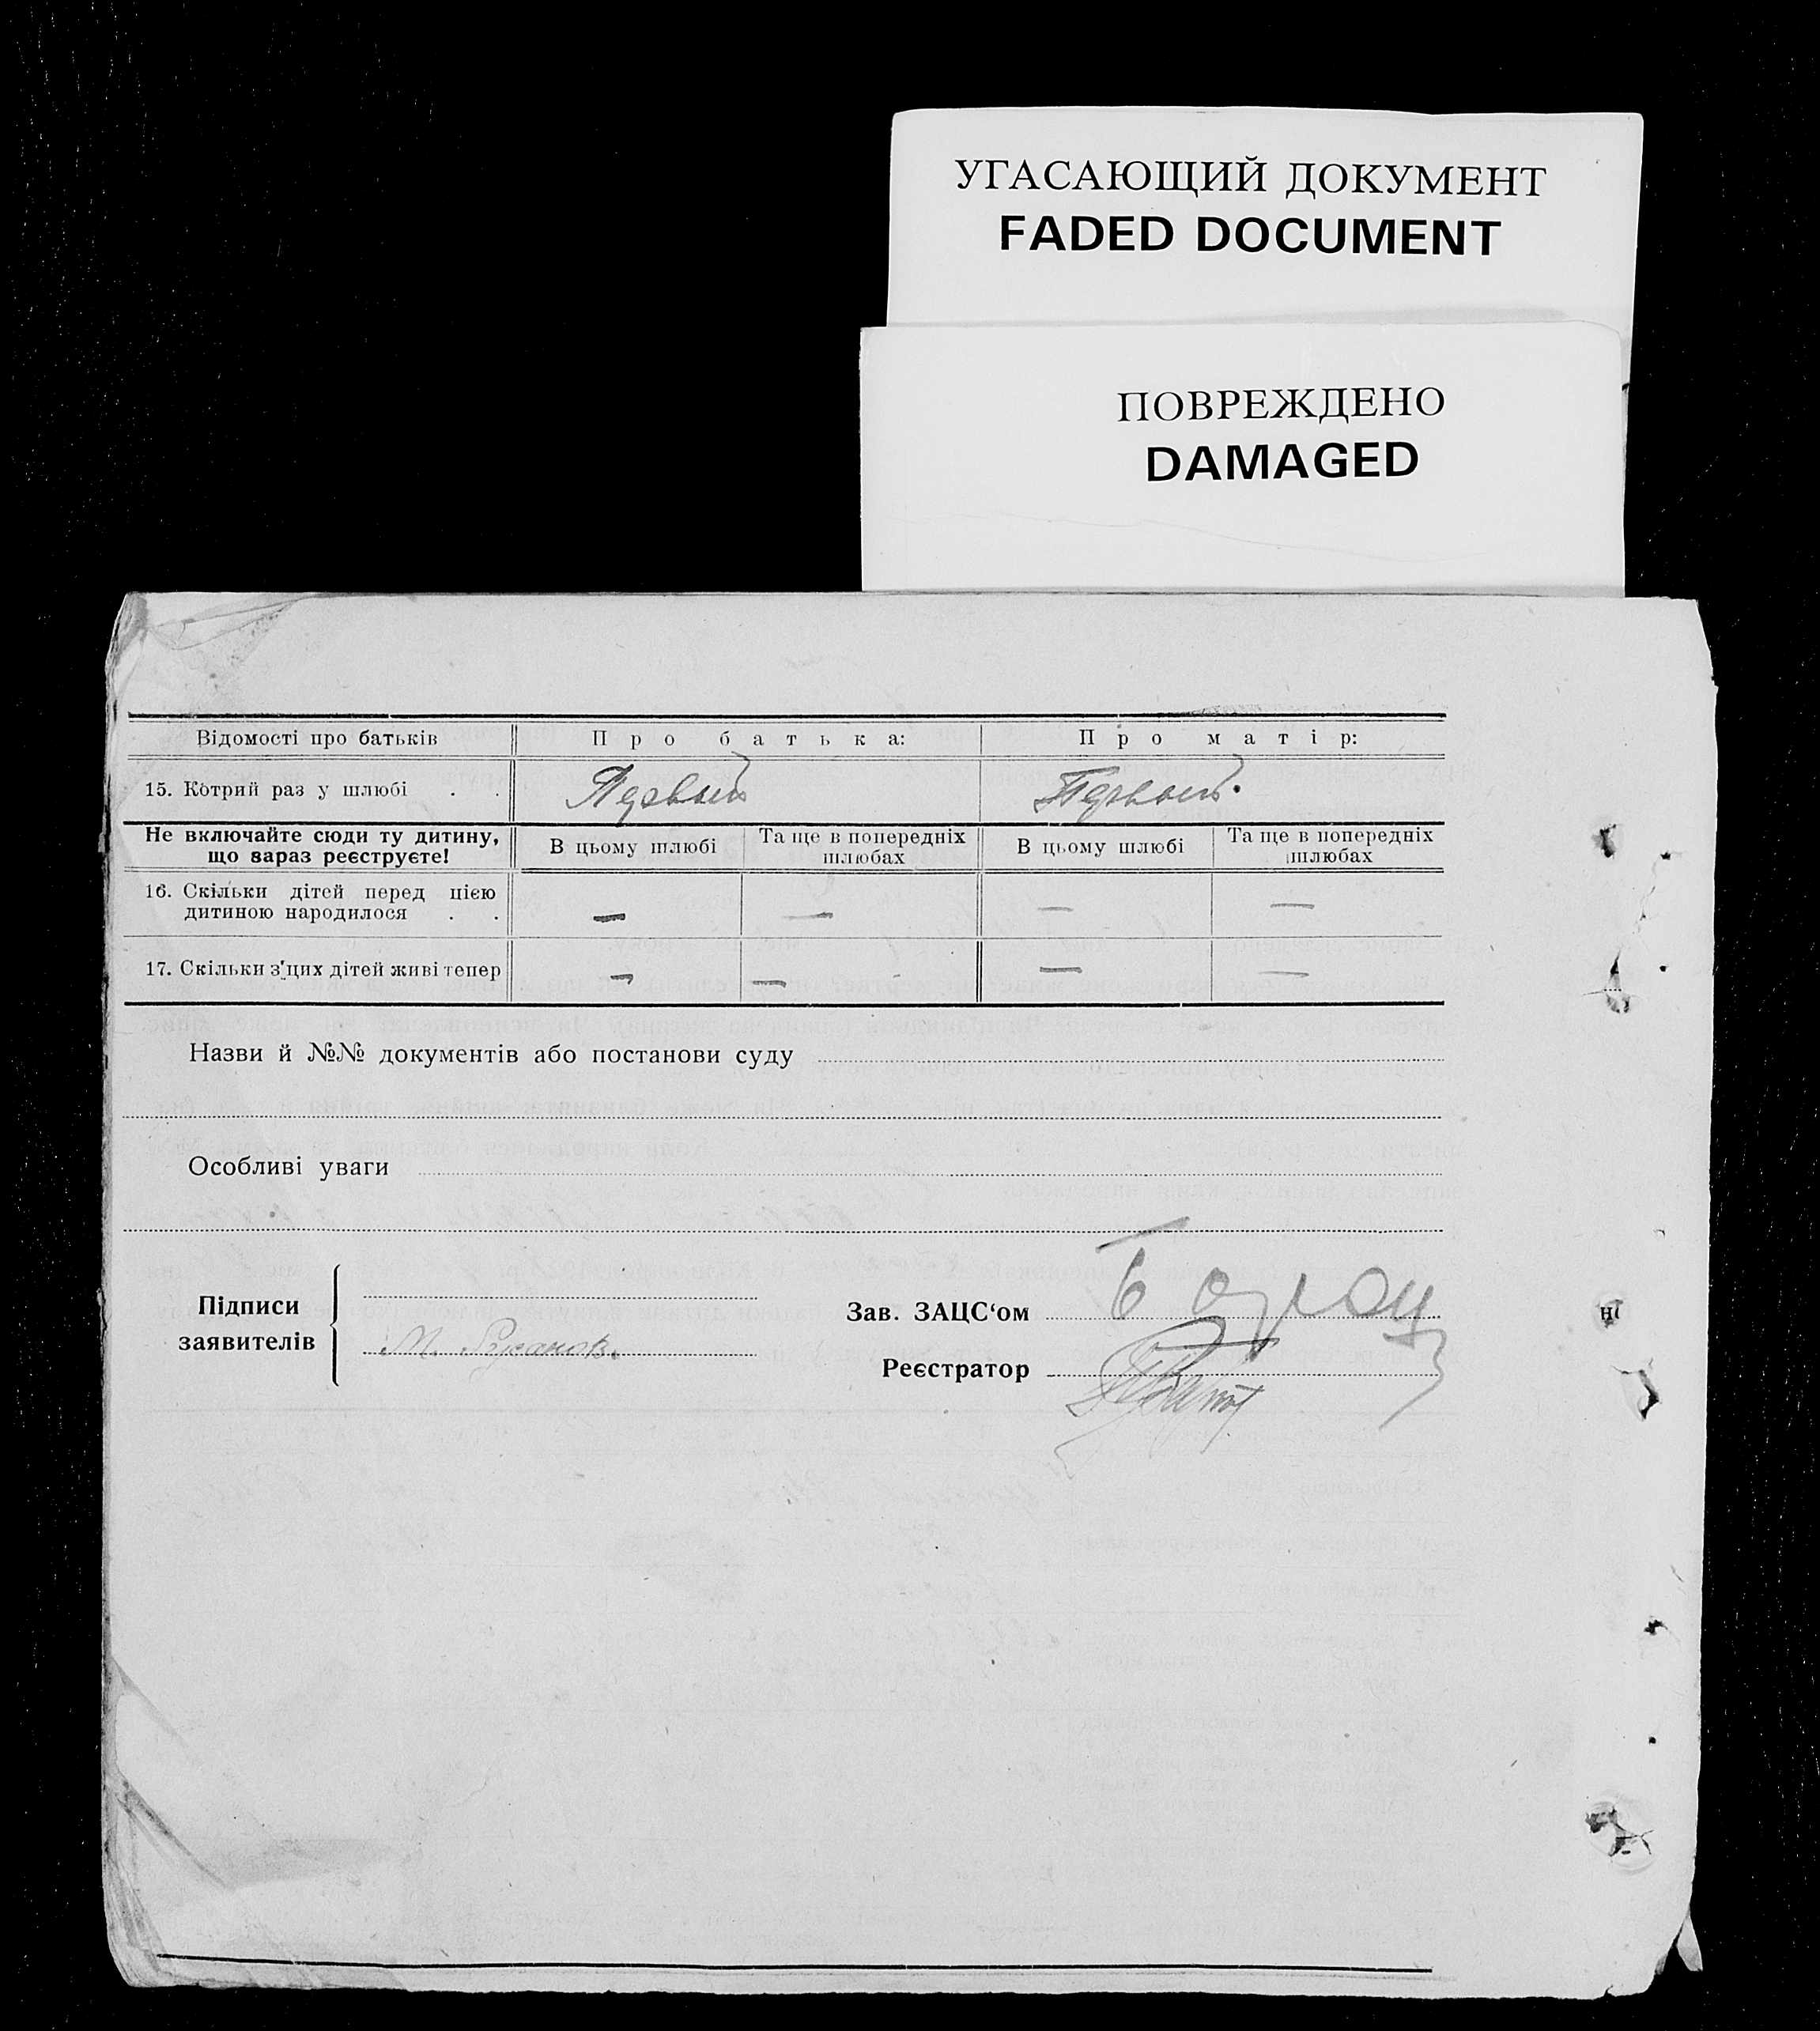 УГАСАЮЩИЙ ДОКУМЕНТ
FADED DOCUMENT
ПОВРЕЖДЕНО
DAMAGED
Відомості про батьків Про батька: Про матір:
15. Котрий раз у шлюбі . . Первый Первый.
Не включайте сюди ту дитину, що зараз реєструєте! В цьому шлюбі Та ще в попередніх шлюбах В цьому шлюбі Та ще в попередніх шлюбах
16. Скільки дітей перед цією
дитиною народилося . . — — — —
17. Скільки з'цих дітей живі тепер — — — —
Назви й №№ документів або постанови суду
Особливі уваги
Підписи
заявителів
М. Русанов.
Зав. ЗАЦС‘ом
Реєстратор